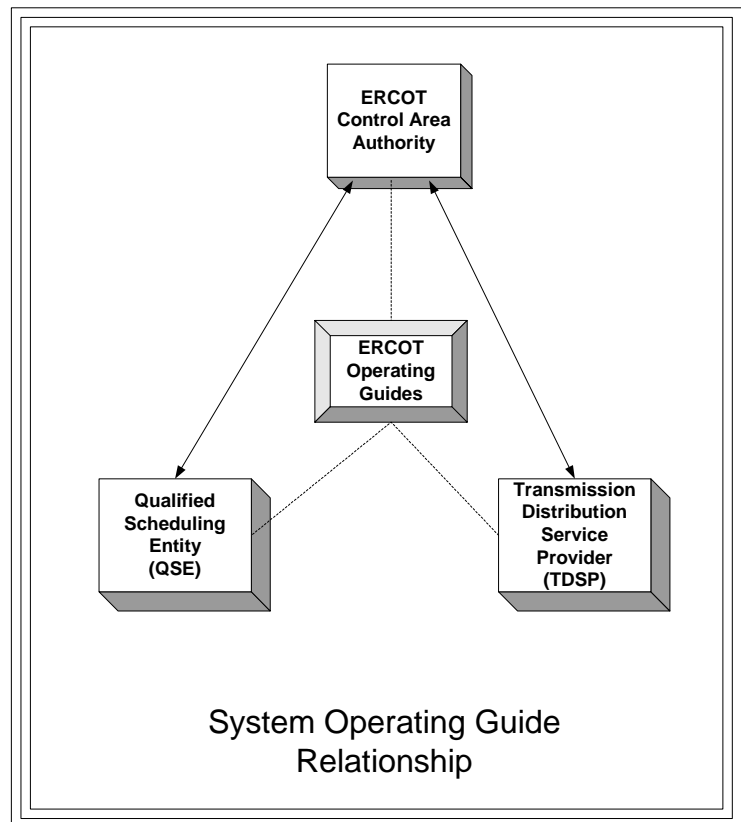 ERCOT
Control Area
Authority
ERCOT
Operating
Guides
Qualified
Scheduling
Entity
(QSE)
Transmission
Distribution
Service
Provider
(TDSP)
System Operating Guide
Relationship